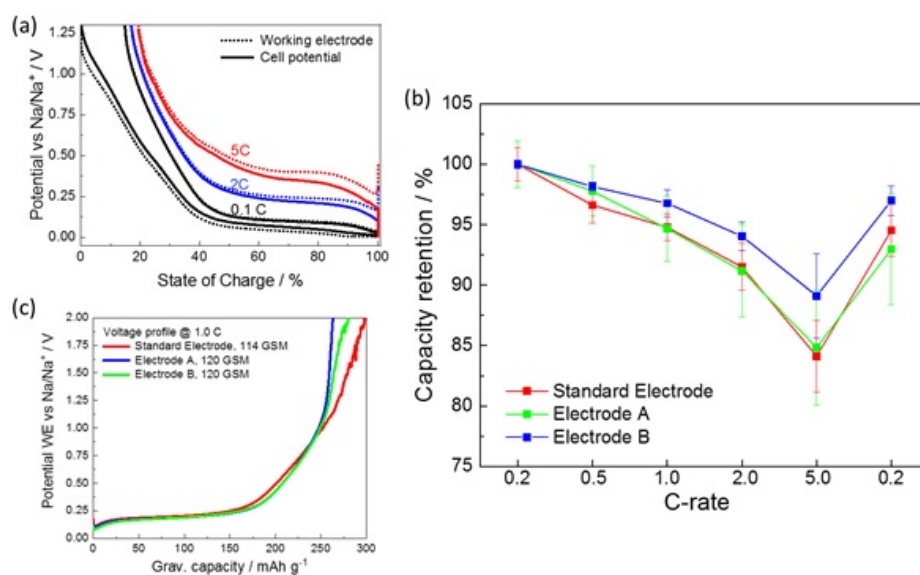 (a)
1.25
1.00
0.75
0.50
0.25
0.00
Potential vs Na/Na⁺ / V
Working electrode
Cell potential
5C
2C
0.1 C
0
20
40
60
80
100
State of Charge / %
(b)
105
100
95
90
85
80
75
Capacity retention / %
Standard Electrode
Electrode A
Electrode B
0.2
0.5
1.0
2.0
5.0
0.2
C-rate
(c)
2.00
1.75
1.50
1.25
1.00
0.75
0.50
0.25
0.00
Potential WE vs Na/Na⁺ / V
Voltage profile @ 1.0 C
Standard Electrode, 114 GSM
Electrode A, 120 GSM
Electrode B, 120 GSM
0
50
100
150
200
250
300
Grav. capacity / mAh g⁻¹